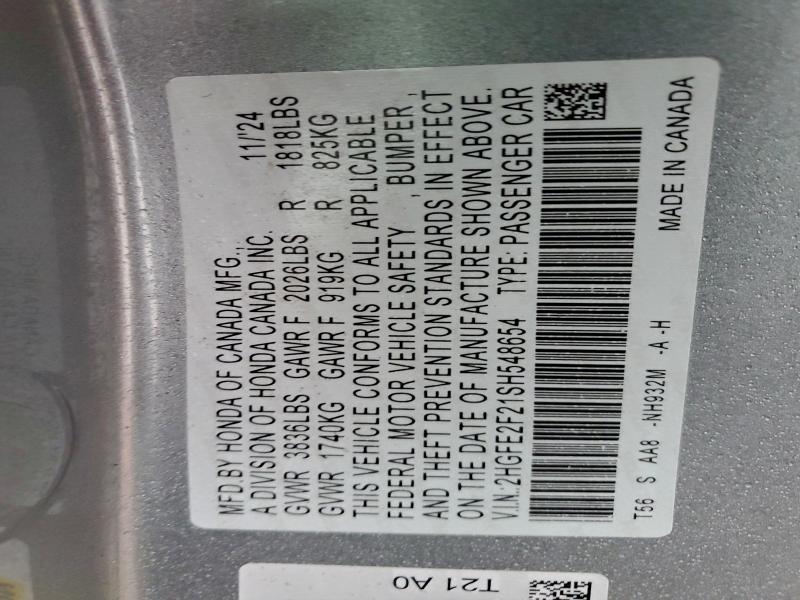 MFD.BY HONDA OF CANADA MFG., 11/'24
A DIVISION OF HONDA CANADA INC.
GVWR 3836LBS GAWR F 2026LBS R 1818LBS
GVWR 1740KG GAWR F 919KG R 825KG
THIS VEHICLE CONFORMS TO ALL APPLICABLE
FEDERAL MOTOR VEHICLE SAFETY , BUMPER ,
AND THEFT PREVENTION STANDARDS IN EFFECT
ON THE DATE OF MANUFACTURE SHOWN ABOVE.
V.I.N.:2HGFE2F21SH548654 TYPE: PASSENGER CAR
T56 S AA8 -NH932M -A -H MADE IN CANADA
T21 A0